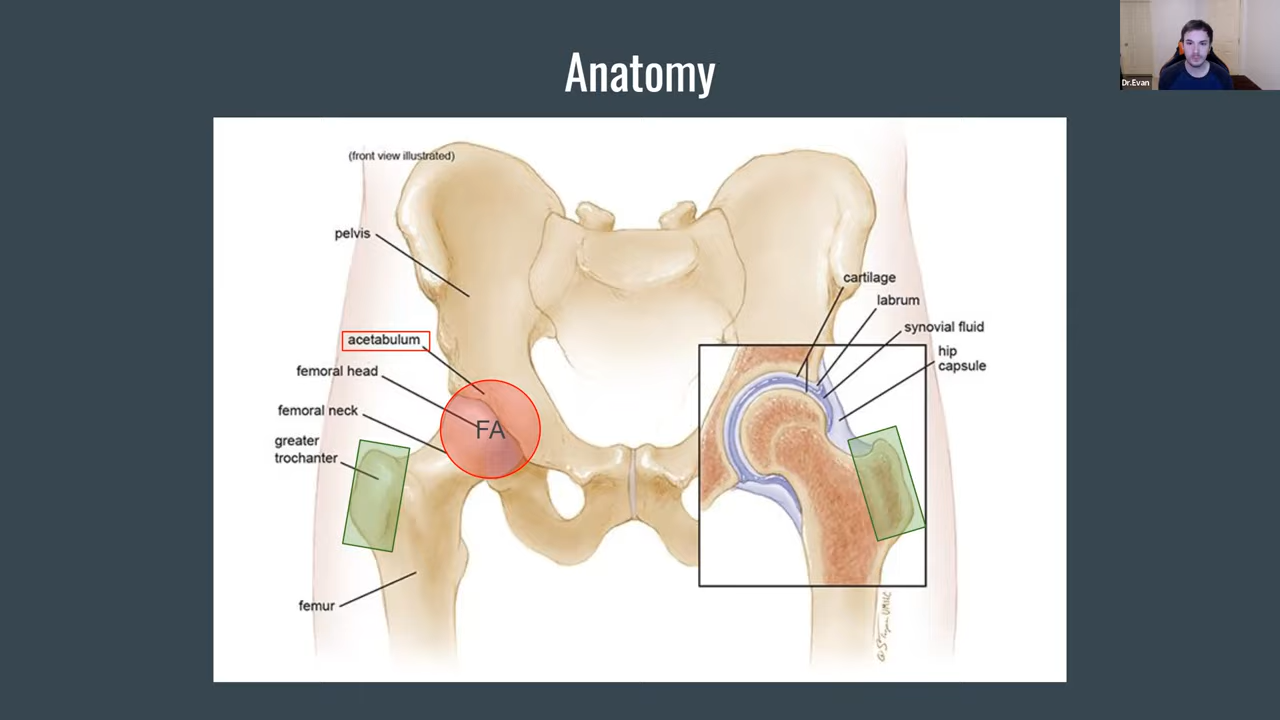 Anatomy
Dr.Evan
(front view illustrated)
pelvis
acetabulum
femoral head
femoral neck
greater
trochanter
femur
FA
cartilage
labrum
synovial fluid
hip
capsule